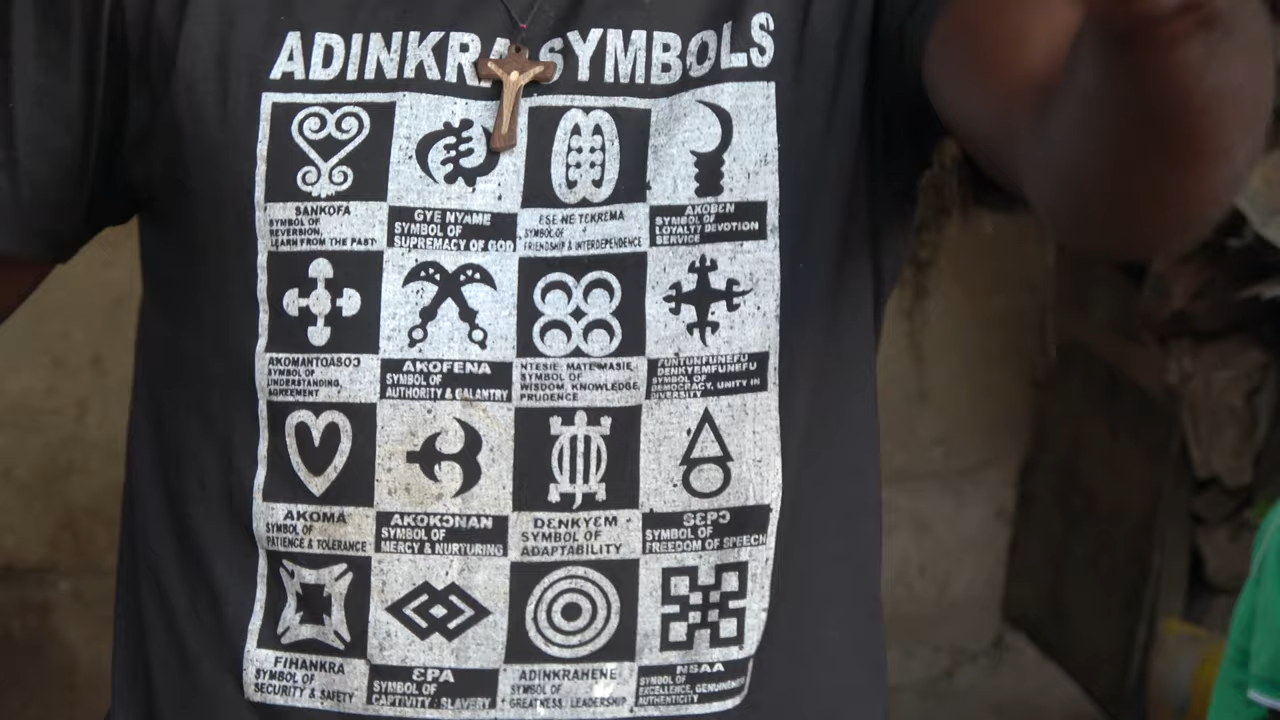 ADINKRA SYMBOLS
SANKOFA
SYMBOL OF
REVERSION,
LEARN FROM THE PAST
GYE NYAME
SYMBOL OF
SUPREMACY OF GOD
ESE NE TEKREMA
SYMBOL OF
FRIENDSHIP & INTERDEPENDENCE
AKOBEN
SYMBOL OF
LOYALTY DEVOTION
SERVICE
AKOMANTOASOƆ
SYMBOL OF
UNDERSTANDING,
AGREEMENT
AKOFENA
SYMBOL OF
AUTHORITY & GALANTRY
NTESIE MATEMASIE
SYMBOL OF
WISDOM, KNOWLEDGE,
PRUDENCE
FUNTUNFUNEFU
DENKYEMFUNEFU
SYMBOL OF
DEMOCRACY, UNITY IN
DIVERSITY
AKOMA
SYMBOL OF
PATIENCE & TOLERANCE
AKOKƆNAN
SYMBOL OF
MERCY & NURTURING
DƐNKYƐM
SYMBOL OF
ADAPTABILITY
SƐPƆ
SYMBOL OF
FREEDOM OF SPEECH
FIHANKRA
SYMBOL OF
SECURITY & SAFETY
ƐPA
SYMBOL OF
CAPTIVITY SLAVERY
ADINKRAHENE
SYMBOL OF
GREATNESS, LEADERSHIP
NSAA
SYMBOL OF
EXCELLENCE, GENUINENESS
AUTHENTICITY